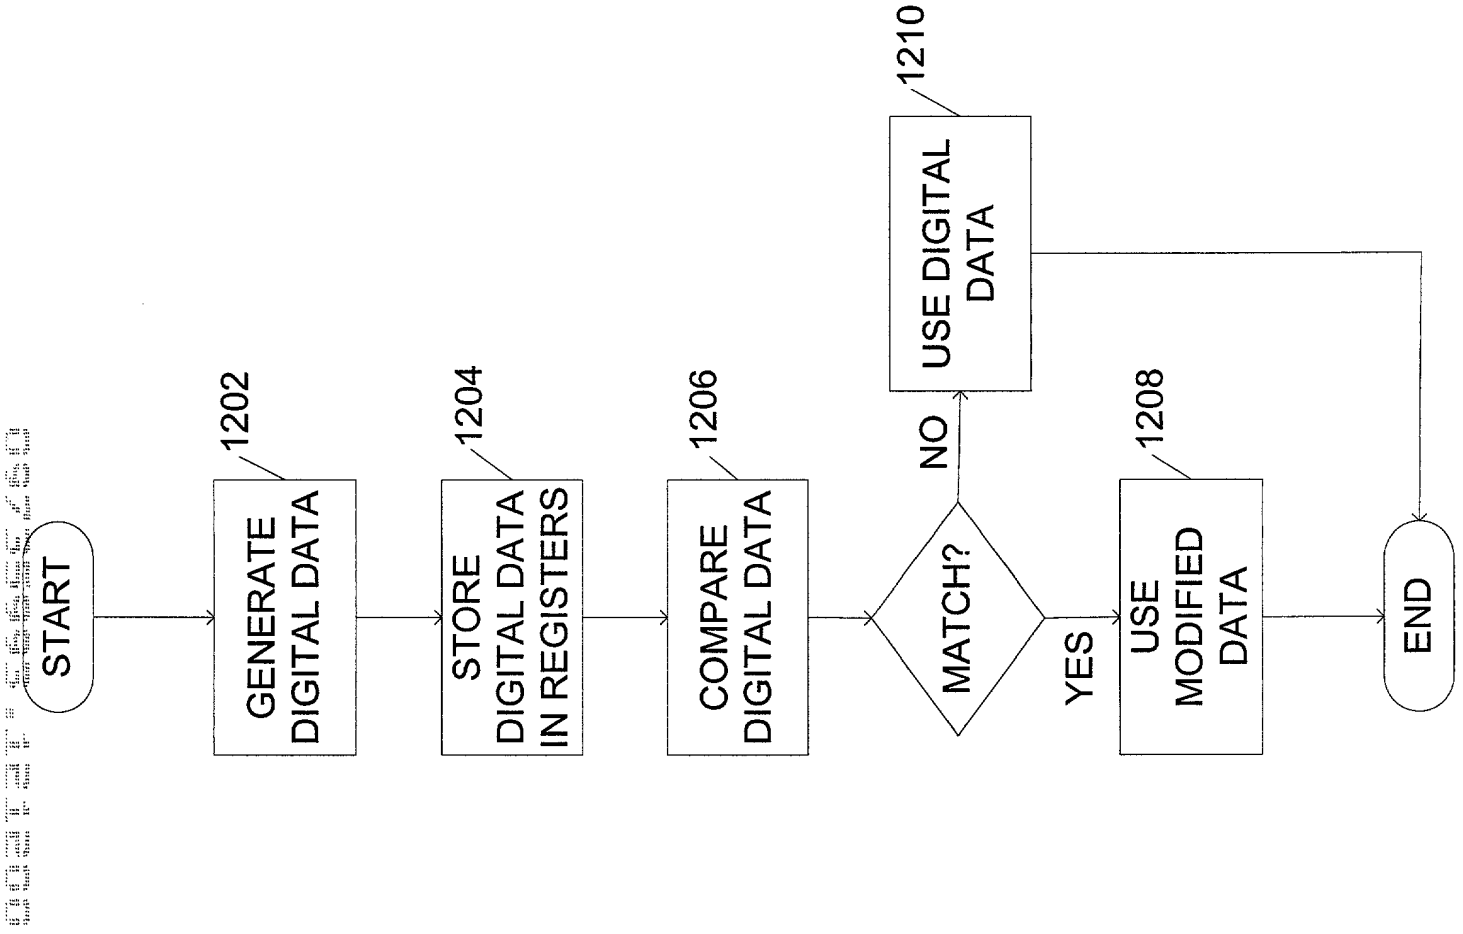 START
GENERATE
DIGITAL DATA
1202
STORE
DIGITAL DATA
IN REGISTERS
1204
COMPARE
DIGITAL DATA
1206
MATCH?
NO
USE DIGITAL
DATA
1210
YES
USE
MODIFIED
DATA
1208
END